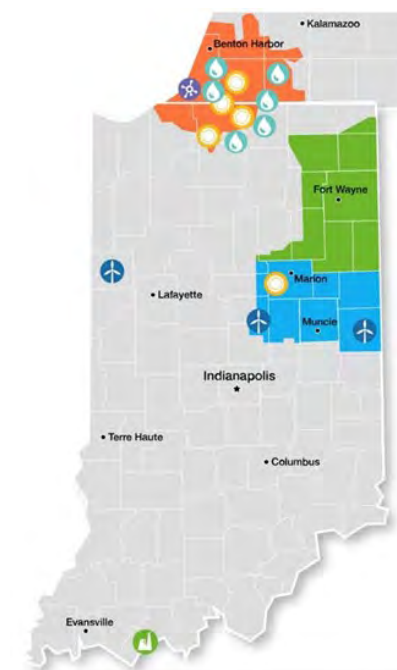 Kalamazoo
Benton Harbor
Fort Wayne
Marion
Lafayette
Muncie
Indianapolis
Terre Haute
Columbus
Evansville